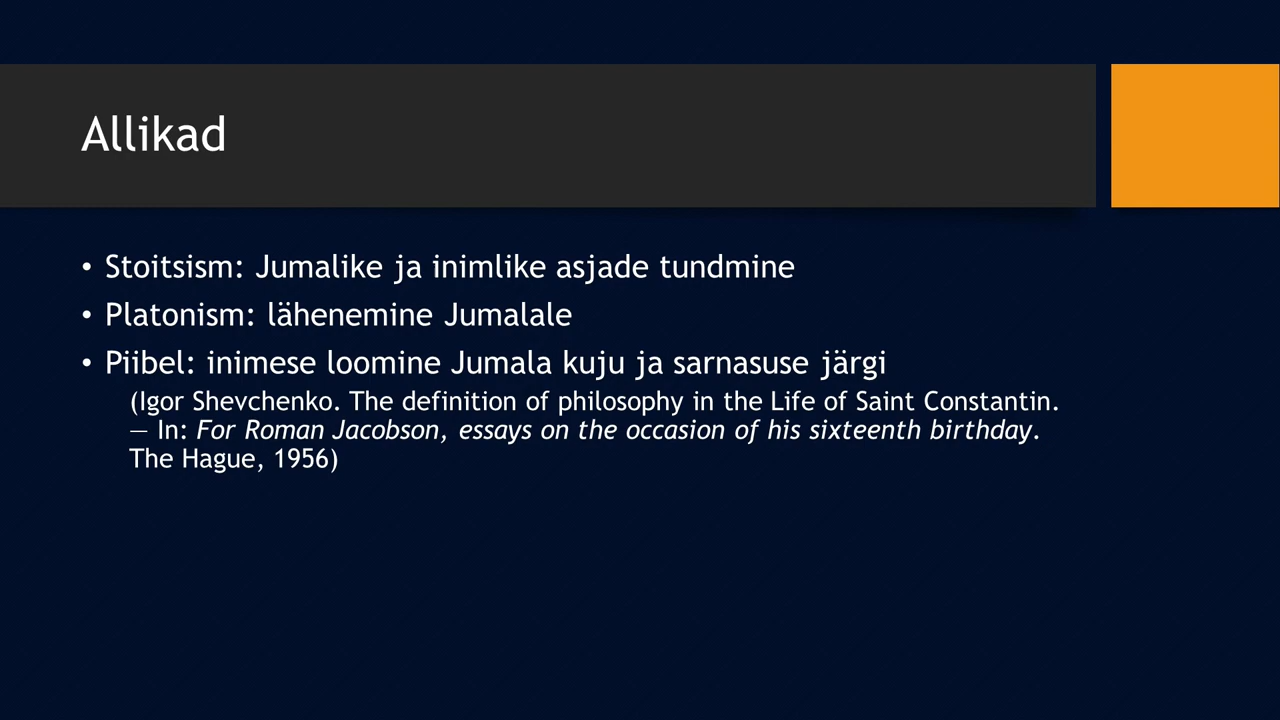 Allikad
• Stoitsism: Jumalike ja inimlike asjade tundmine
• Platonism: lähenemine Jumalale
• Piibel: inimese loomine Jumala kuju ja sarnasuse järgi
(Igor Shevchenko. The definition of philosophy in the Life of Saint Constantin.
— In: For Roman Jacobson, essays on the occasion of his sixteenth birthday.
The Hague, 1956)